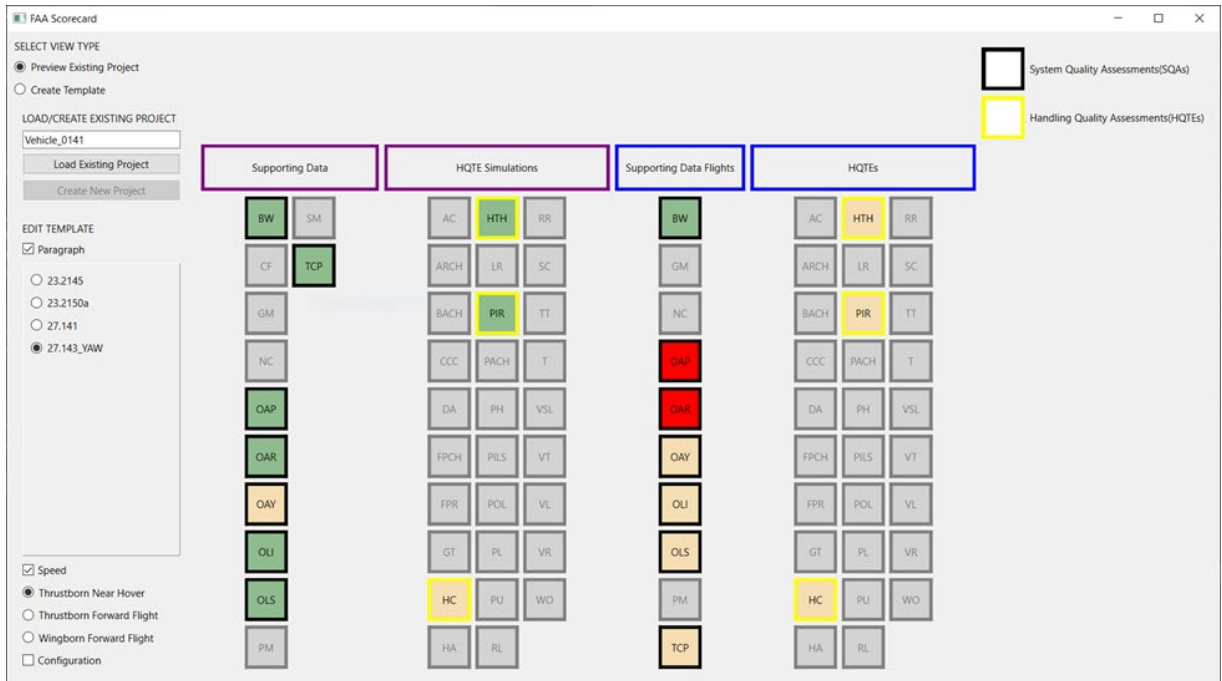 FAA Scorecard
SELECT VIEW TYPE
Preview Existing Project
Create Template
LOAD/CREATE EXISTING PROJECT
Vehicle_0141
Load Existing Project
Create New Project
EDIT TEMPLATE
Paragraph
23.2145
23.2150a
27.141
27.143_YAW
Speed
Thrustborn Near Hover
Thrustborn Forward Flight
Wingborn Forward Flight
Configuration
System Quality Assessments(SQAs)
Handling Quality Assessments(HQTEs)
Supporting Data
BW SM
CF TCP
GM
NC
OAP
OAR
OAY
OLI
OLS
PM
HQTE Simulations
AC HTH RR
ARCH LR SC
BACH PIR TT
CCC PACH T
DA PH VSL
FPCH PILS VT
FPR POL VL
GT PL VR
HC PU WO
HA RL
Supporting Data Flights
BW
GM
NC
OAP
OAR
OAY
OLI
OLS
PM
TCP
HQTEs
AC HTH RR
ARCH LR SC
BACH PIR TT
CCC PACH T
DA PH VSL
FPCH PILS VT
FPR POL VL
GT PL VR
HC PU WO
HA RL